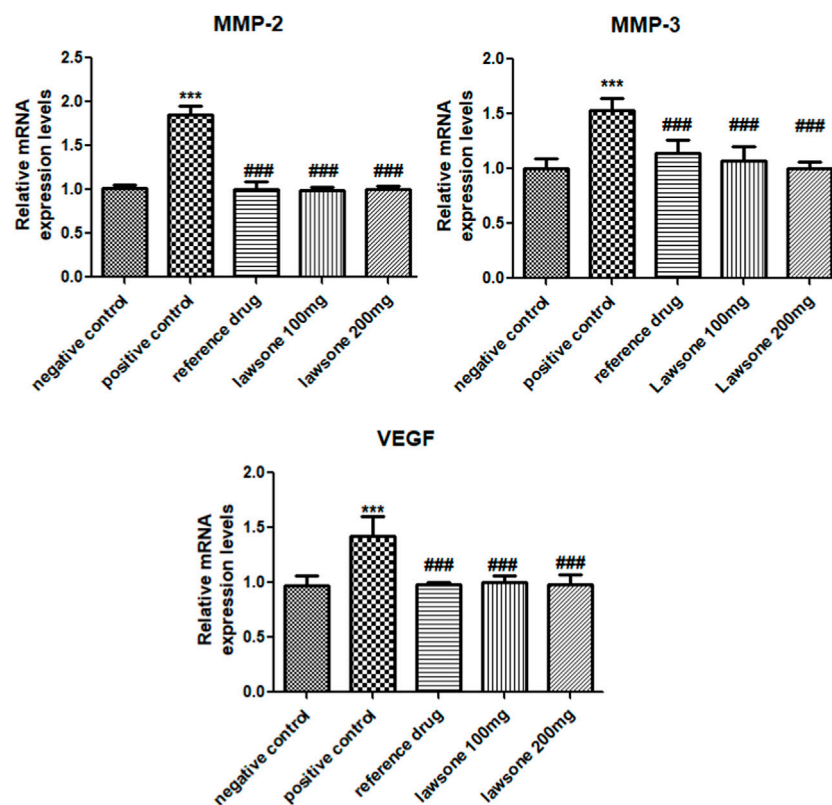 MMP-2
Relative mRNA
expression levels
2.5
2.0
1.5
1.0
0.5
0.0
***
###
###
###
negative control
positive control
reference drug
lawsone 100mg
lawsone 200mg
MMP-3
Relative mRNA
expression levels
2.0
1.5
1.0
0.5
0.0
***
###
###
###
negative control
positive control
reference drug
Lawsone 100mg
Lawsone 200mg
VEGF
Relative mRNA
expression levels
2.0
1.5
1.0
0.5
0.0
***
###
###
###
negative control
positive control
reference drug
lawsone 100mg
lawsone 200mg